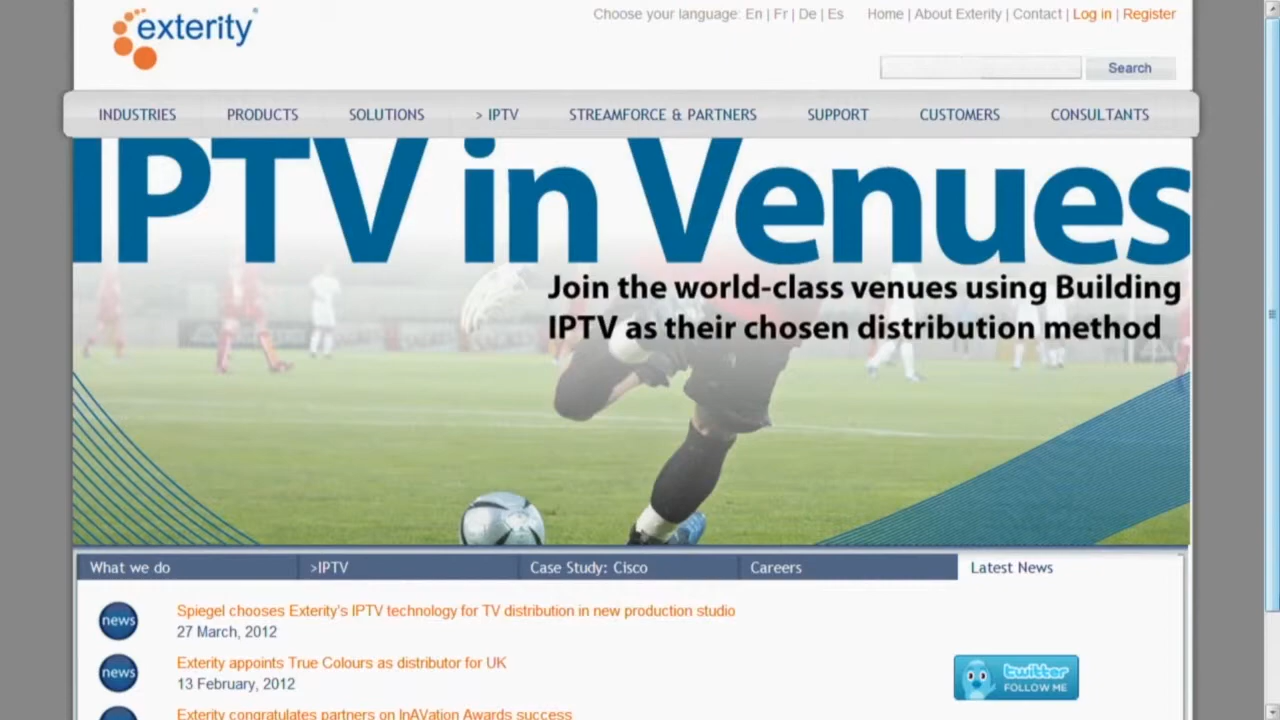 exterity®
Choose your language: En | Fr | De | Es
Home | About Exterity | Contact | Log in | Register
Search
INDUSTRIES
PRODUCTS
SOLUTIONS
> IPTV
STREAMFORCE & PARTNERS
SUPPORT
CUSTOMERS
CONSULTANTS
IPTV in Venues
Join the world-class venues using Building
IPTV as their chosen distribution method
What we do
>IPTV
Case Study: Cisco
Careers
Latest News
news
Spiegel chooses Exterity's IPTV technology for TV distribution in new production studio
27 March, 2012
news
Exterity appoints True Colours as distributor for UK
13 February, 2012
twitter
FOLLOW ME
Exterity congratulates partners on InAVation Awards success